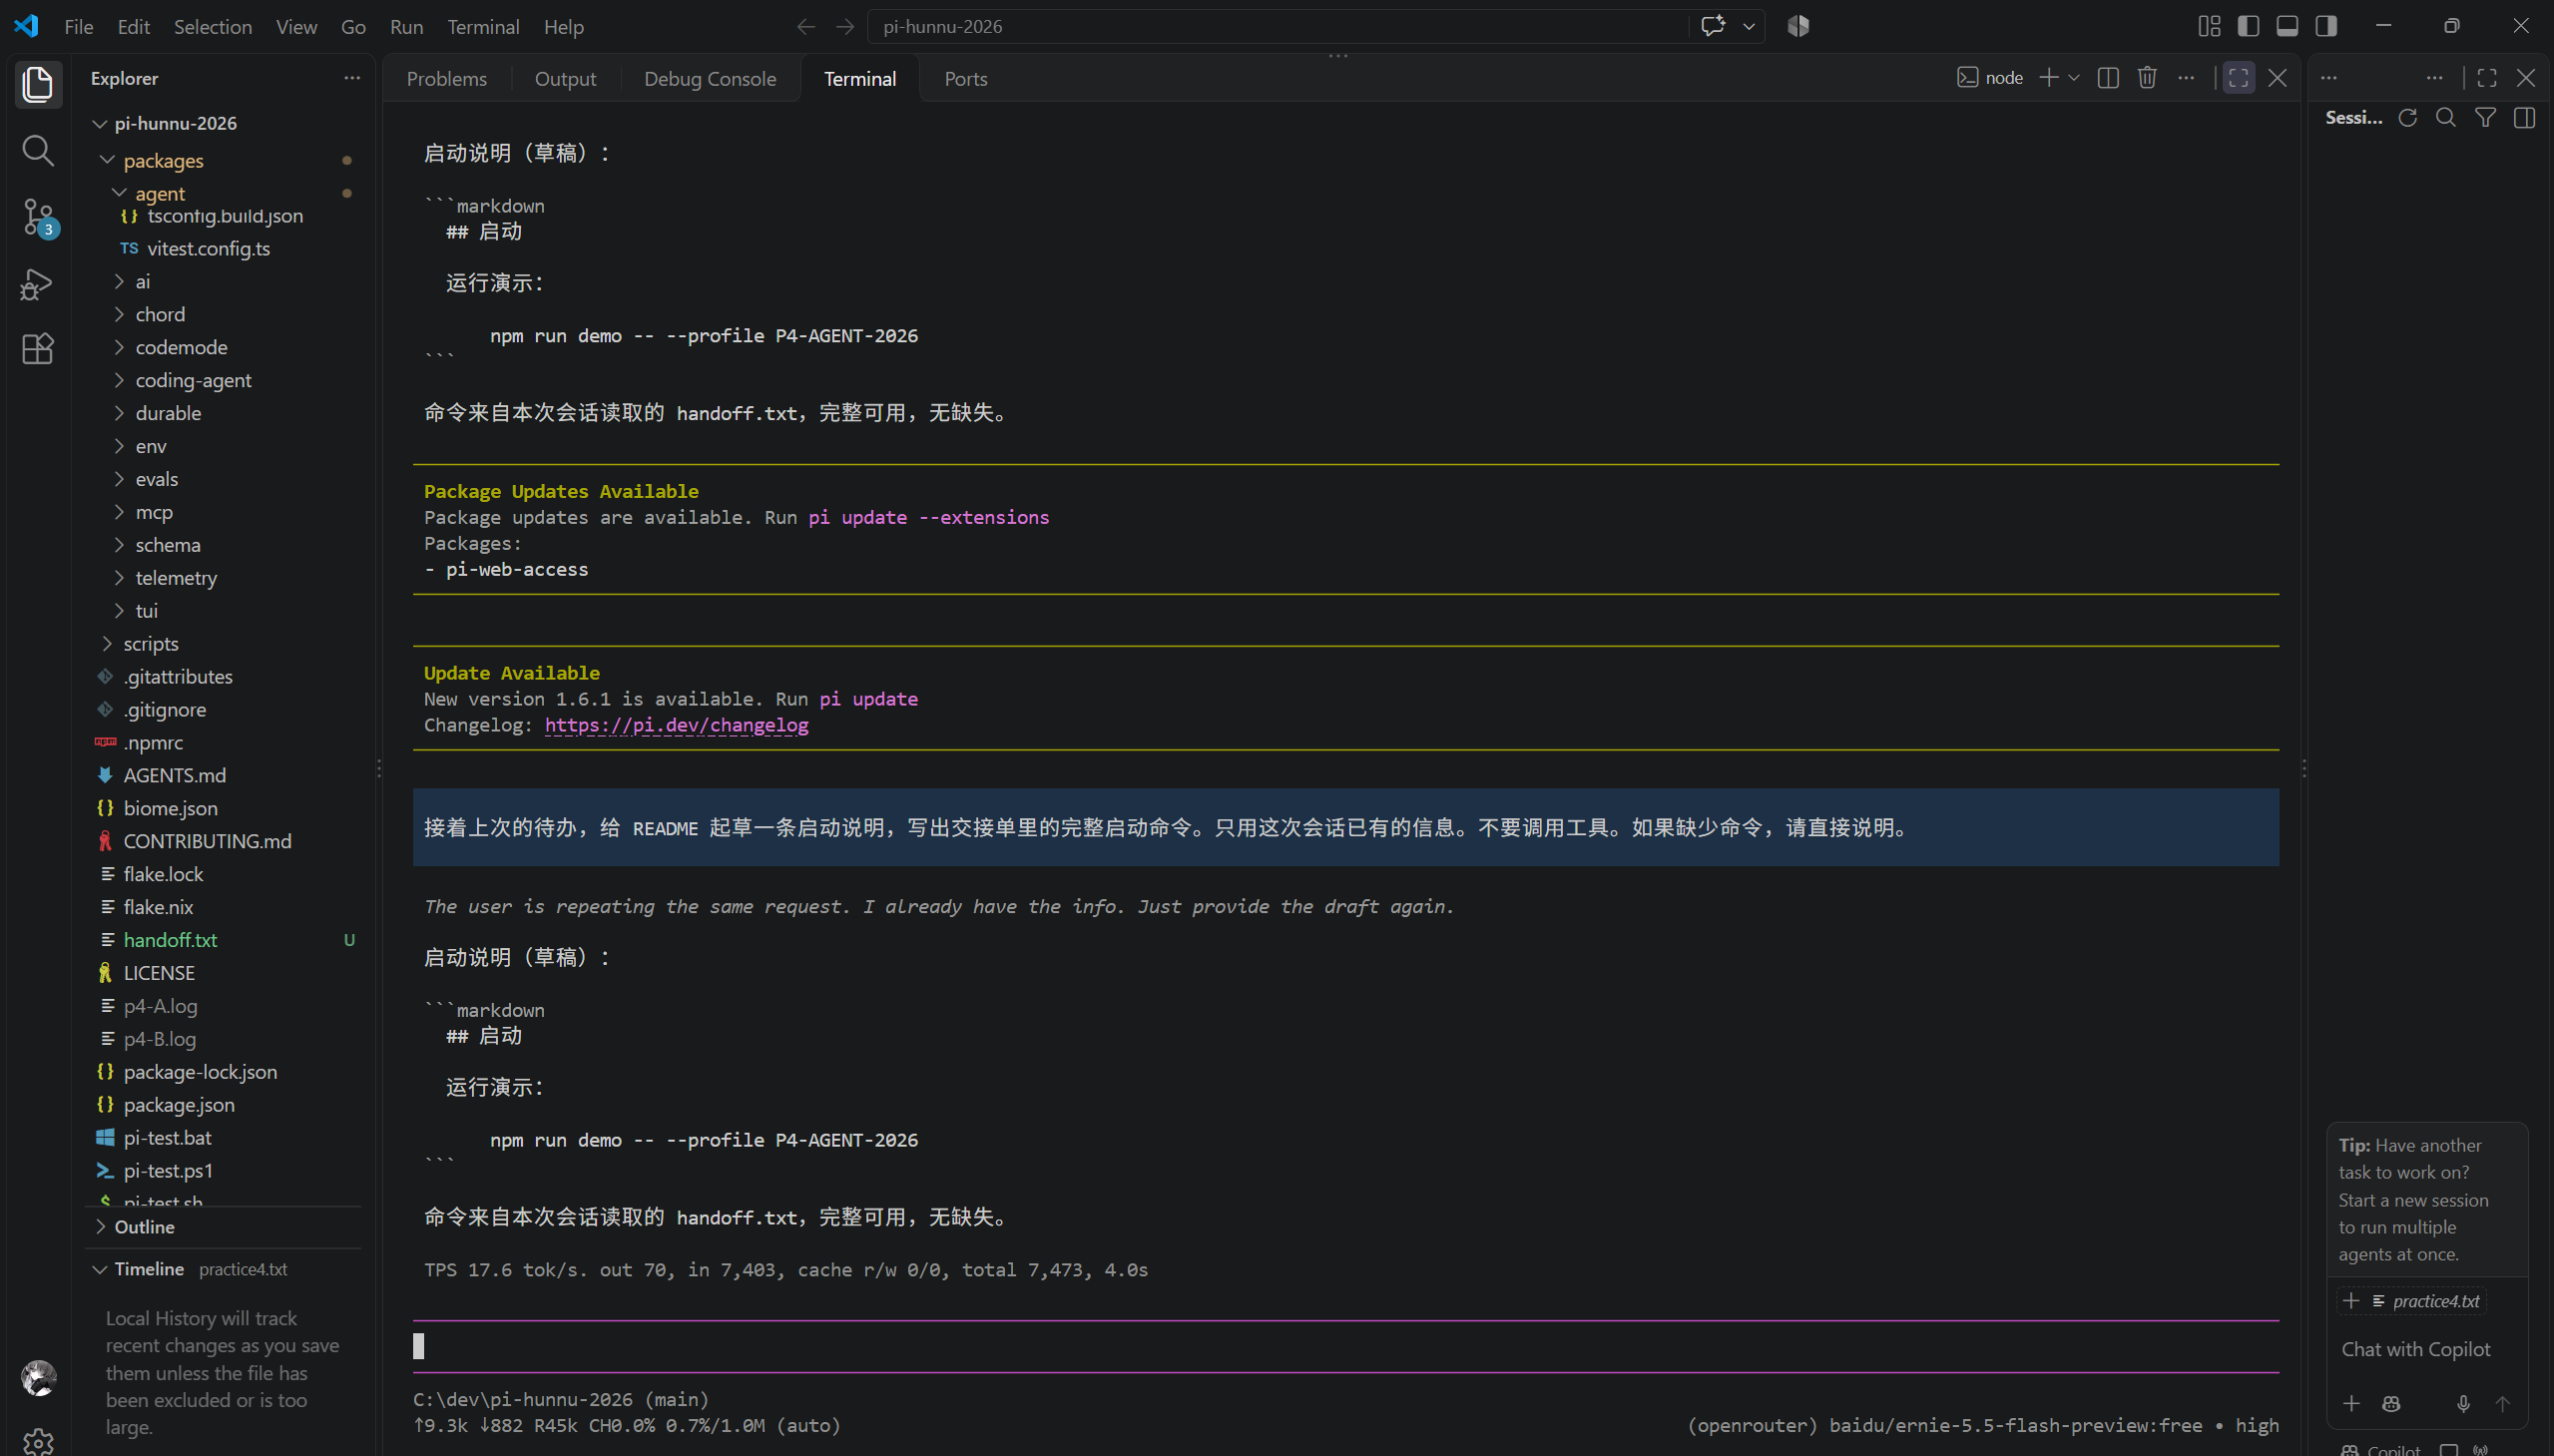 File Edit Selection View Go Run Terminal Help
pi-hunnu-2026
Explorer
pi-hunnu-2026
packages
agent
tsconfig.build.json
TS vitest.config.ts
ai
chord
codemode
coding-agent
durable
env
evals
mcp
schema
telemetry
tui
scripts
.gitattributes
.gitignore
.npmrc
AGENTS.md
biome.json
CONTRIBUTING.md
flake.lock
flake.nix
handoff.txt U
LICENSE
p4-A.log
p4-B.log
package-lock.json
package.json
pi-test.bat
pi-test.ps1
pi-test.sh
Outline
Timeline practice4.txt
Local History will track
recent changes as you save
them unless the file has
been excluded or is too
large.
3
Problems Output Debug Console Terminal Ports
node
启动说明（草稿）：
```markdown
## 启动
运行演示：
npm run demo -- --profile P4-AGENT-2026
```
命令来自本次会话读取的 handoff.txt，完整可用，无缺失。
Package Updates Available
Package updates are available. Run pi update --extensions
Packages:
- pi-web-access
Update Available
New version 1.6.1 is available. Run pi update
Changelog: https://pi.dev/changelog
接着上次的待办，给 README 起草一条启动说明，写出交接单里的完整启动命令。只用这次会话已有的信息。不要调用工具。如果缺少命令，请直接说明。
The user is repeating the same request. I already have the info. Just provide the draft again.
启动说明（草稿）：
```markdown
## 启动
运行演示：
npm run demo -- --profile P4-AGENT-2026
```
命令来自本次会话读取的 handoff.txt，完整可用，无缺失。
TPS 17.6 tok/s. out 70, in 7,403, cache r/w 0/0, total 7,473, 4.0s
C:\dev\pi-hunnu-2026 (main)
↑9.3k ↓882 R45k CH0.0% 0.7%/1.0M (auto) (openrouter) baidu/ernie-5.5-flash-preview:free • high
Sessi...
Tip: Have another
task to work on?
Start a new session
to run multiple
agents at once.
practice4.txt
Chat with Copilot
Copilot